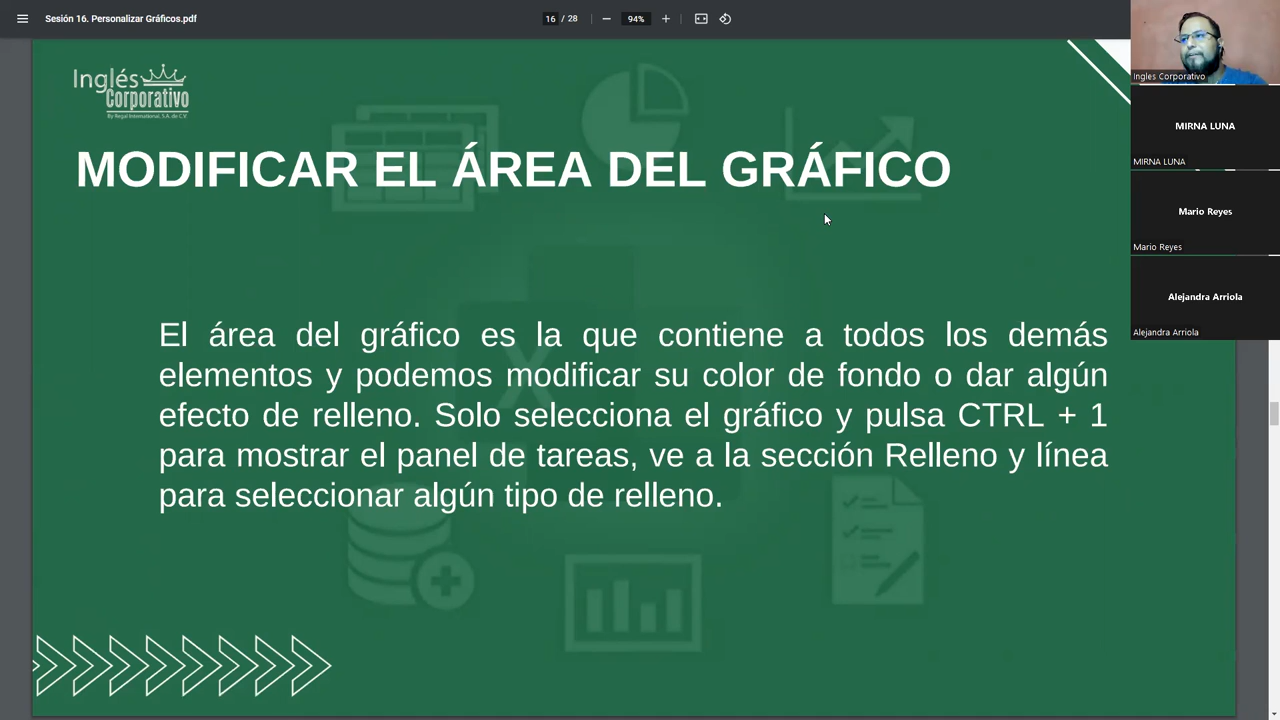 Sesión 16. Personalizar Gráficos.pdf
16 / 28
94%
Inglés
Corporativo
By Regal International, S.A. de C.V.
MODIFICAR EL ÁREA DEL GRÁFICO
El área del gráfico es la que contiene a todos los demás
elementos y podemos modificar su color de fondo o dar algún
efecto de relleno. Solo selecciona el gráfico y pulsa CTRL + 1
para mostrar el panel de tareas, ve a la sección Relleno y línea
para seleccionar algún tipo de relleno.
Ingles Corporativo
MIRNA LUNA
MIRNA LUNA
Mario Reyes
Mario Reyes
Alejandra Arriola
Alejandra Arriola